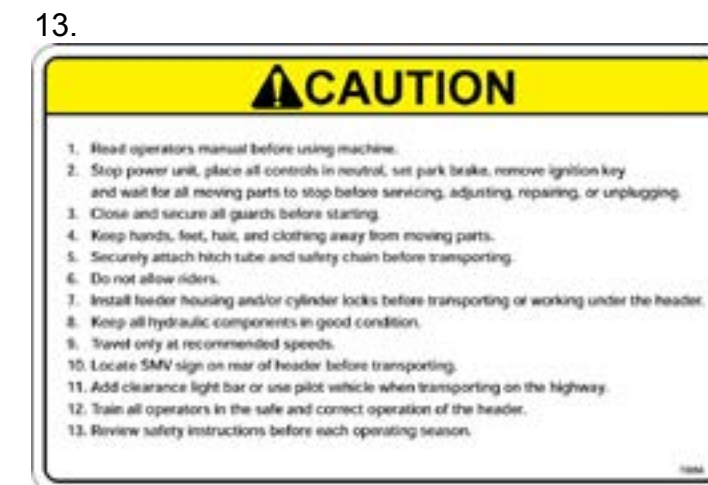 13.
CAUTION
1. Read operators manual before using machine.
2. Stop power unit, place all controls in neutral, set park brake, remove ignition key
and wait for all moving parts to stop before servicing, adjusting, repairing, or unplugging.
3. Close and secure all guards before starting.
4. Keep hands, feet, hair, and clothing away from moving parts.
5. Securely attach hitch tube and safety chain before transporting.
6. Do not allow riders.
7. Install feeder housing and/or cylinder locks before transporting or working under the header.
8. Keep all hydraulic components in good condition.
9. Travel only at recommended speeds.
10. Locate SMV sign on rear of header before transporting.
11. Add clearance light bar or use pilot vehicle when transporting on the highway.
12. Train all operators in the safe and correct operation of the header.
13. Review safety instructions before each operating season.